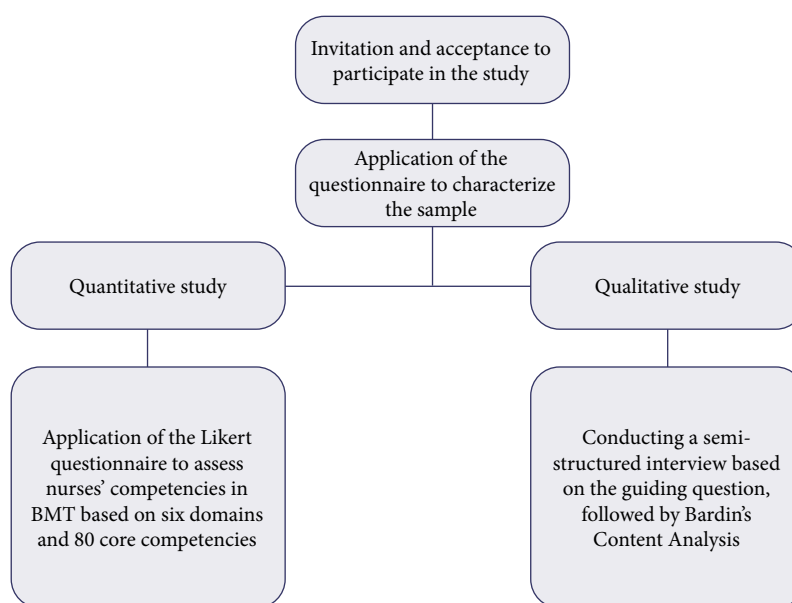 Invitation and acceptance to
participate in the study
Application of the
questionnaire to characterize
the sample
Quantitative study
Qualitative study
Application of the Likert
questionnaire to assess
nurses’ competencies in
BMT based on six domains
and 80 core competencies
Conducting a semi-
structured interview based
on the guiding question,
followed by Bardin’s
Content Analysis